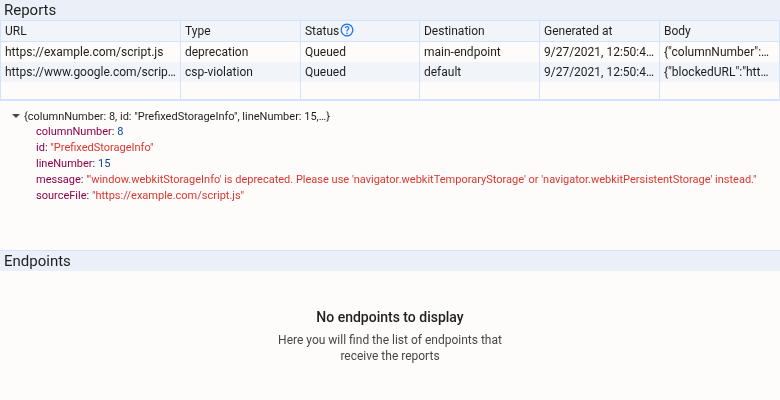 Reports
URL Type Status Destination Generated at Body
https://example.com/script.js deprecation Queued main-endpoint 9/27/2021, 12:50:4... {"columnNumber":...
https://www.google.com/scrip... csp-violation Queued default 9/27/2021, 12:50:4... {"blockedURL":"htt...
{columnNumber: 8, id: "PrefixedStorageInfo", lineNumber: 15,...}
columnNumber: 8
id: "PrefixedStorageInfo"
lineNumber: 15
message: "'window.webkitStorageInfo' is deprecated. Please use 'navigator.webkitTemporaryStorage' or 'navigator.webkitPersistentStorage' instead."
sourceFile: "https://example.com/script.js"
Endpoints
No endpoints to display
Here you will find the list of endpoints that
receive the reports